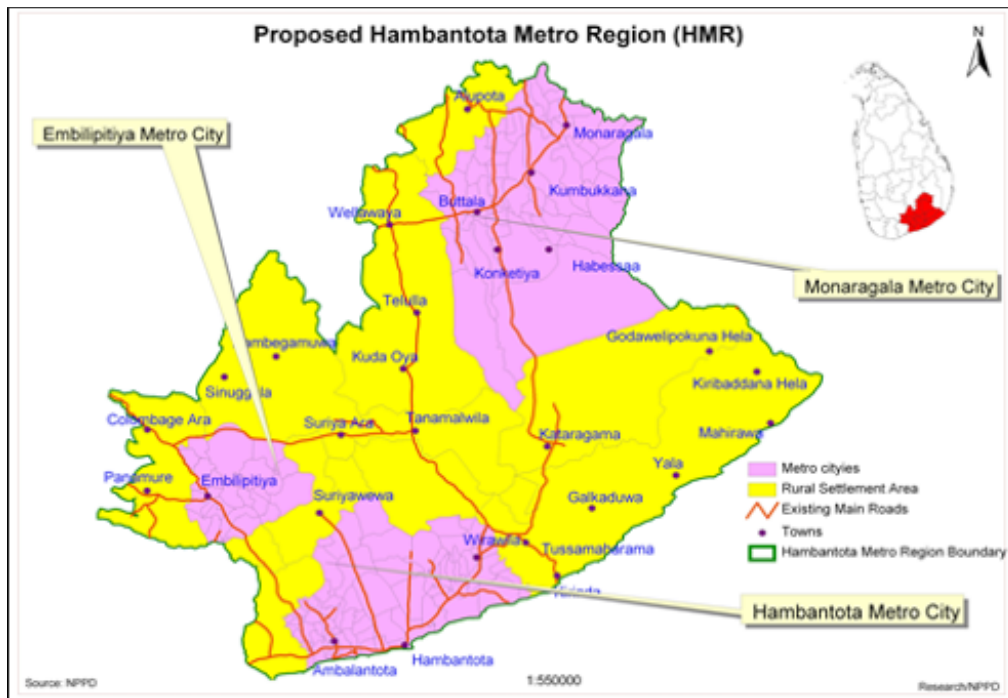 Proposed Hambantota Metro Region (HMR)
N
Embilipitiya Metro City
Alupota
Monaragala
Kumbukkana
Buttala
Wellawaya
Konketiya
Habessaa
Monaragala Metro City
Telulla
Godawelipokuna Hela
Kuda Oya
Kiribaddana Hela
Sinuggala
Colombage Ara
Suriya Ara
Tanamalwila
Mahirawa
Kataragama
Yala
Panamure
Embilipitiya
Suriyawewa
Galkaduwa
Wirawila
Tussamaharama
Metro cityies
Rural Settlement Area
Existing Main Roads
Towns
Hambantota Metro Region Boundary
Hambantota Metro City
Hambantota
Ambalantota
Source: NPPD
1:550000
Research/NPPD